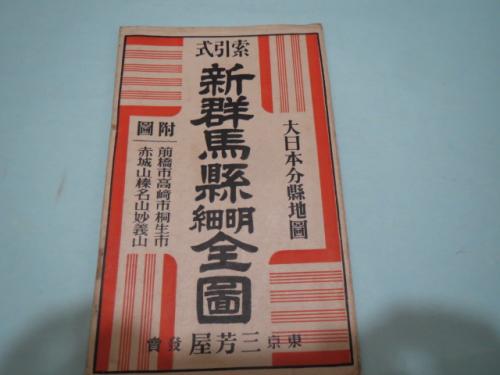 索引式
大日本分縣地圖
新群馬縣明細全圖
附圖
前橋市高崎市桐生市
赤城山榛名山妙義山
東京三芳屋發賣